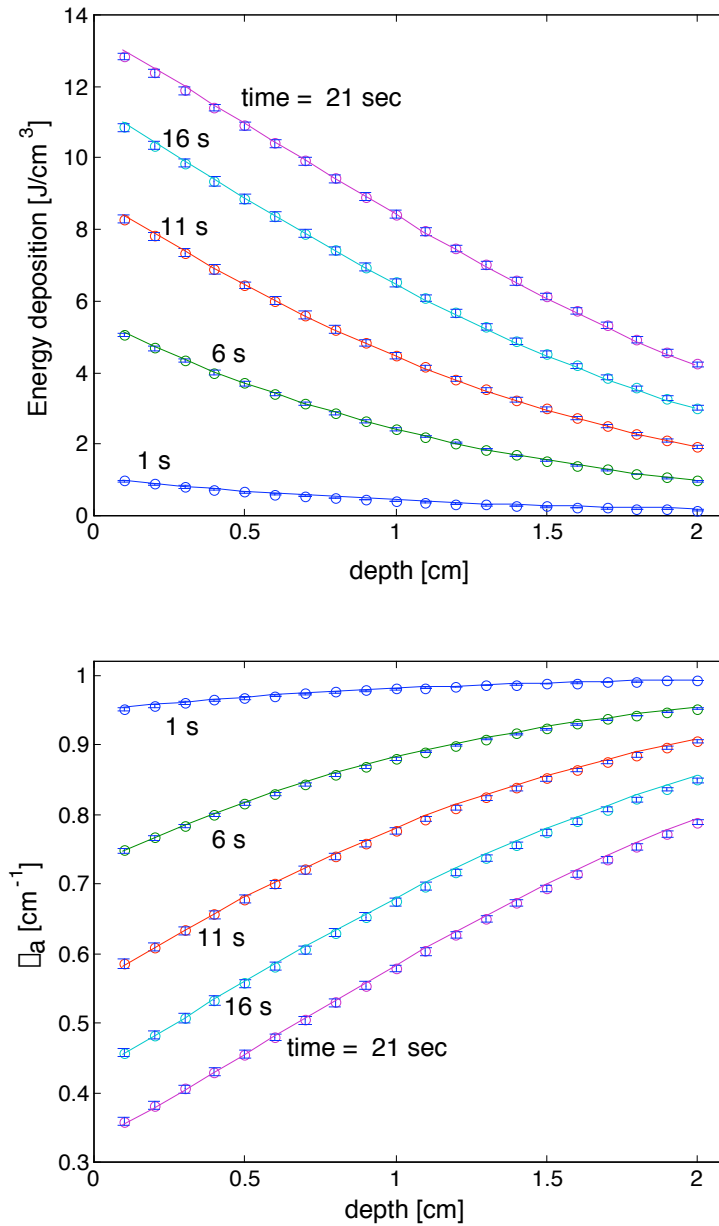 14
12
10
8
6
4
2
0
Energy deposition [J/cm 3]
time = 21 sec
16 s
11 s
6 s
1 s
0 0.5 1 1.5 2
depth [cm]
1
0.9
0.8
0.7
0.6
0.5
0.4
0.3
□a [cm-1]
1 s
6 s
11 s
16 s
time = 21 sec
0 0.5 1 1.5 2
depth [cm]